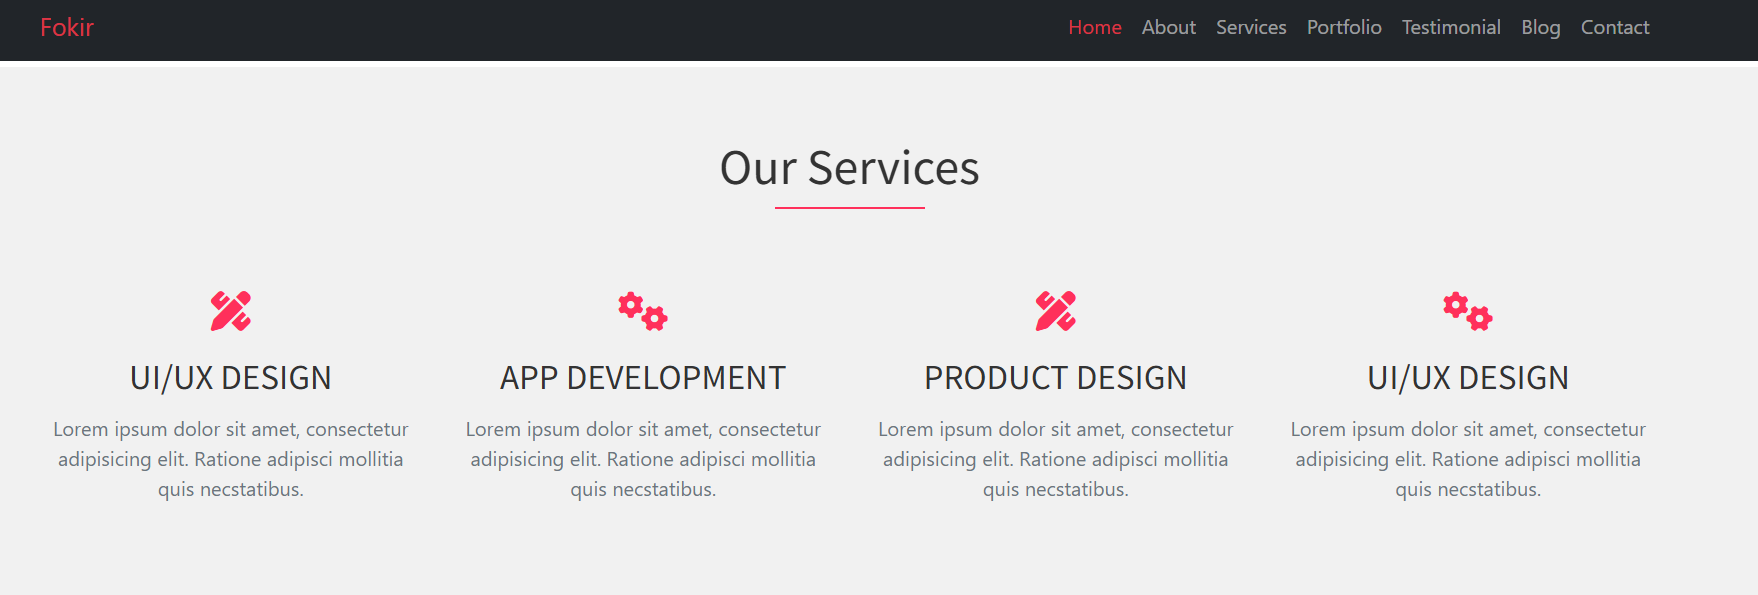 Fokir
Home About Services Portfolio Testimonial Blog Contact
Our Services
UI/UX DESIGN
Lorem ipsum dolor sit amet, consectetur
adipisicing elit. Ratione adipisci mollitia
quis necstatibus.
APP DEVELOPMENT
Lorem ipsum dolor sit amet, consectetur
adipisicing elit. Ratione adipisci mollitia
quis necstatibus.
PRODUCT DESIGN
Lorem ipsum dolor sit amet, consectetur
adipisicing elit. Ratione adipisci mollitia
quis necstatibus.
UI/UX DESIGN
Lorem ipsum dolor sit amet, consectetur
adipisicing elit. Ratione adipisci mollitia
quis necstatibus.